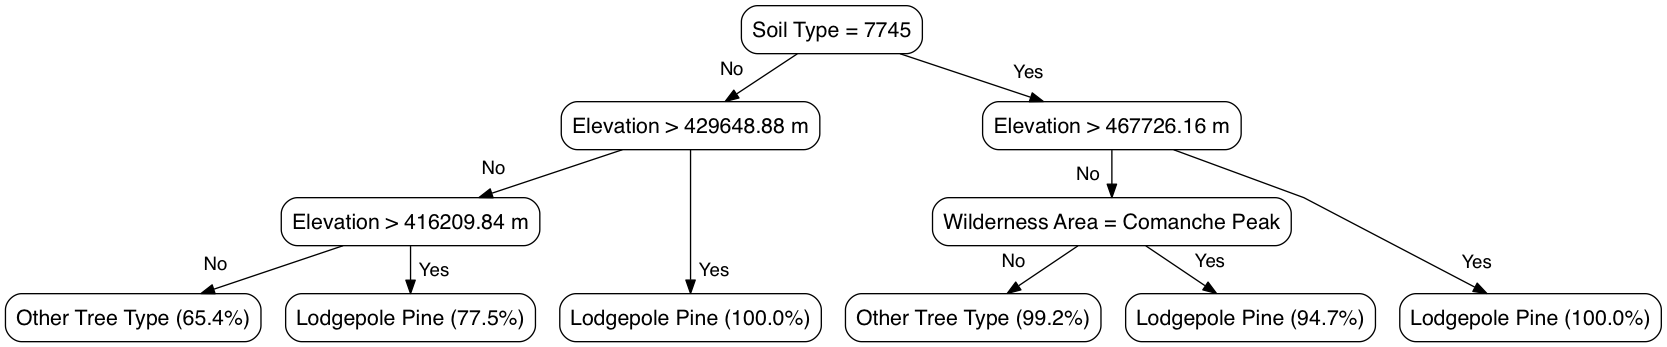 Soil Type = 7745
No
Yes
Elevation > 429648.88 m
Elevation > 467726.16 m
No
No
Elevation > 416209.84 m
Wilderness Area = Comanche Peak
No
Yes
Yes
No
Yes
Yes
Other Tree Type (65.4%)
Lodgepole Pine (77.5%)
Lodgepole Pine (100.0%)
Other Tree Type (99.2%)
Lodgepole Pine (94.7%)
Lodgepole Pine (100.0%)